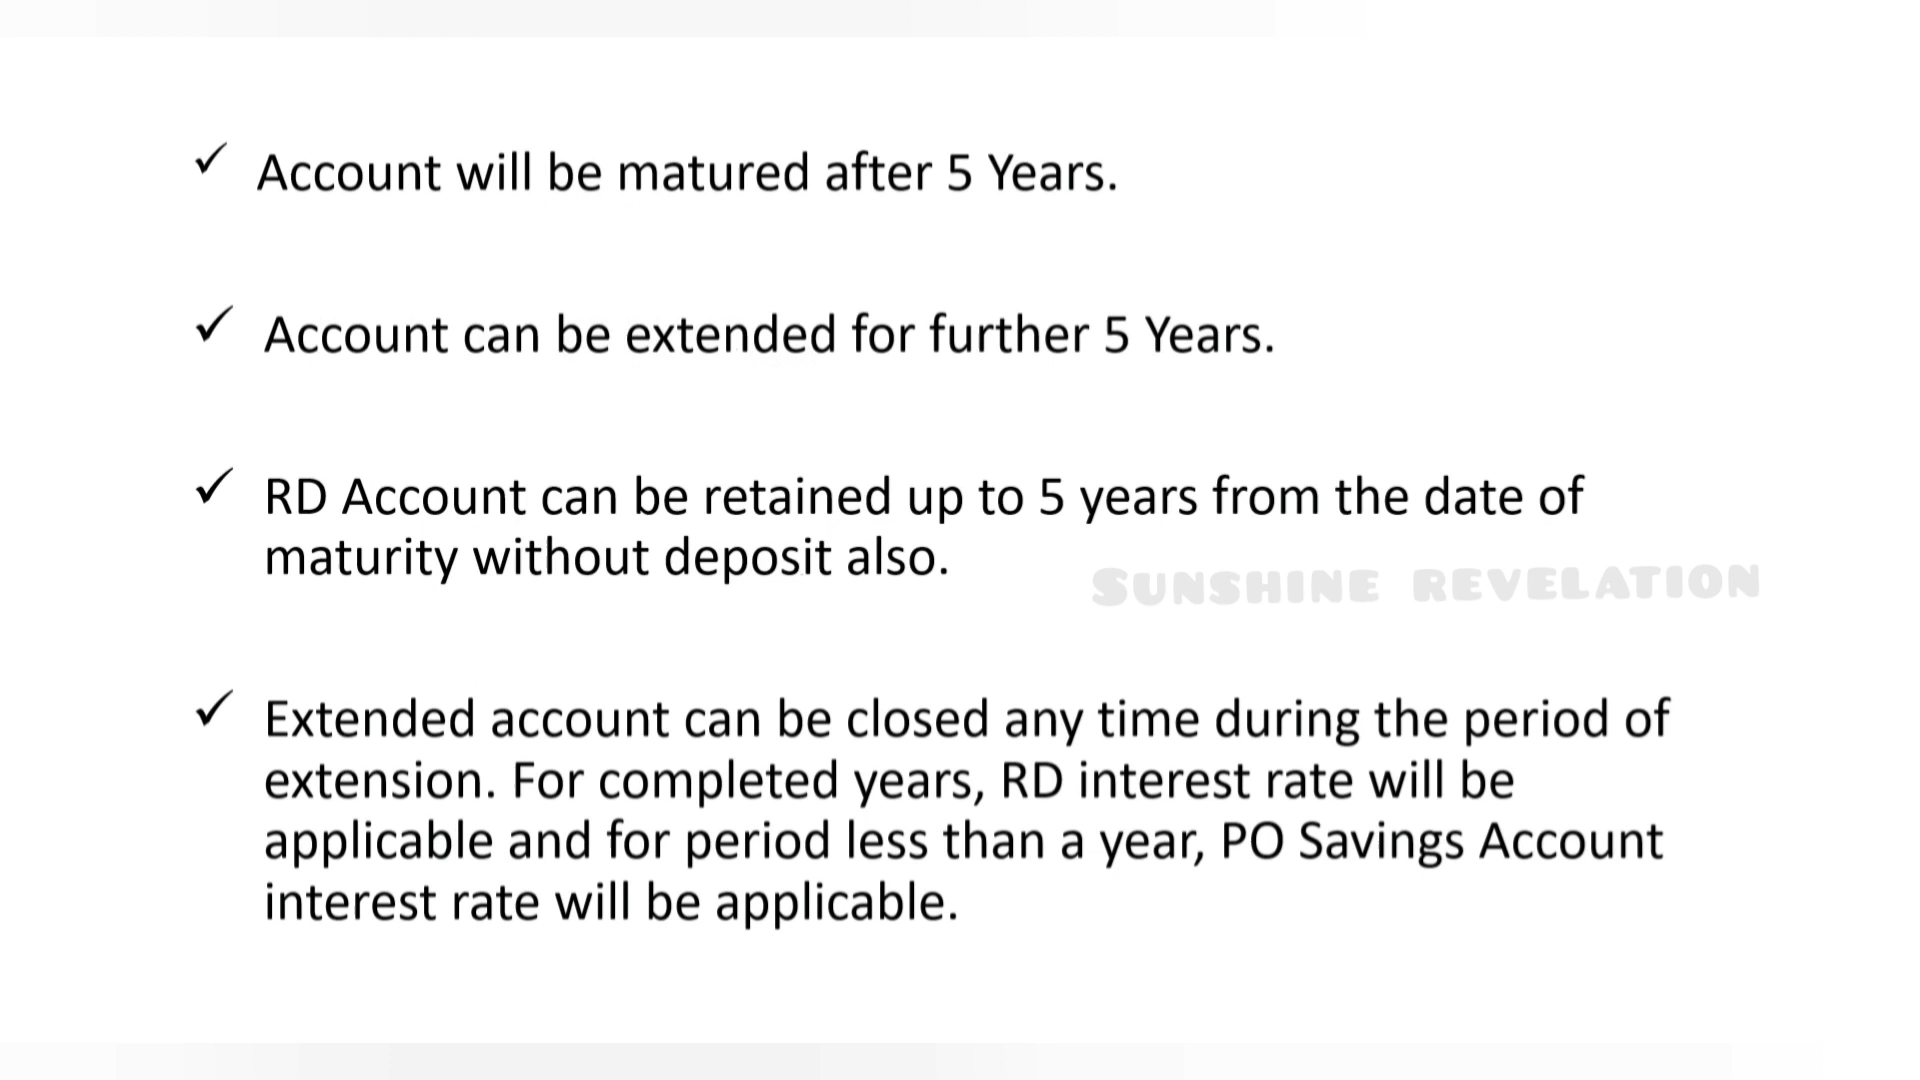 ✓ Account will be matured after 5 Years.
✓ Account can be extended for further 5 Years.
✓ RD Account can be retained up to 5 years from the date of
maturity without deposit also.
SUNSHINE REVELATION
✓ Extended account can be closed any time during the period of
extension. For completed years, RD interest rate will be
applicable and for period less than a year, PO Savings Account
interest rate will be applicable.